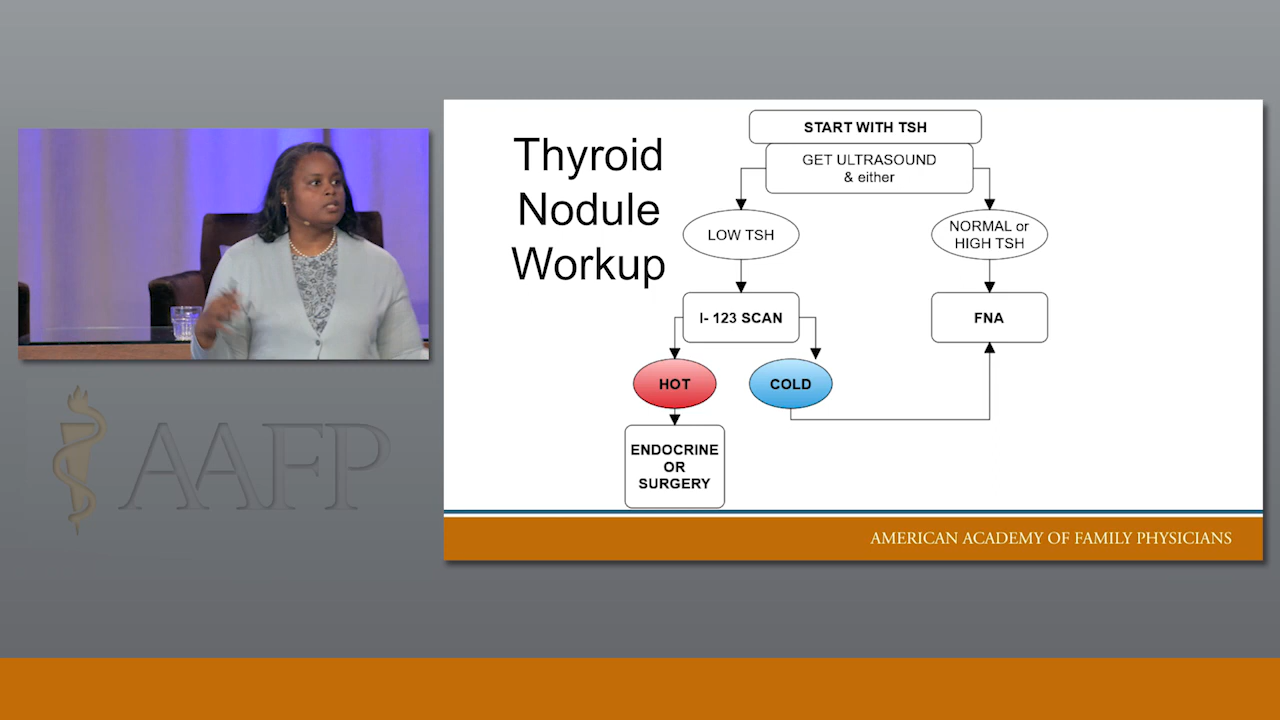 Thyroid
Nodule
Workup
START WITH TSH
GET ULTRASOUND
& either
LOW TSH
NORMAL or
HIGH TSH
I- 123 SCAN
FNA
HOT
COLD
ENDOCRINE
OR
SURGERY
AAFP
AMERICAN ACADEMY OF FAMILY PHYSICIANS